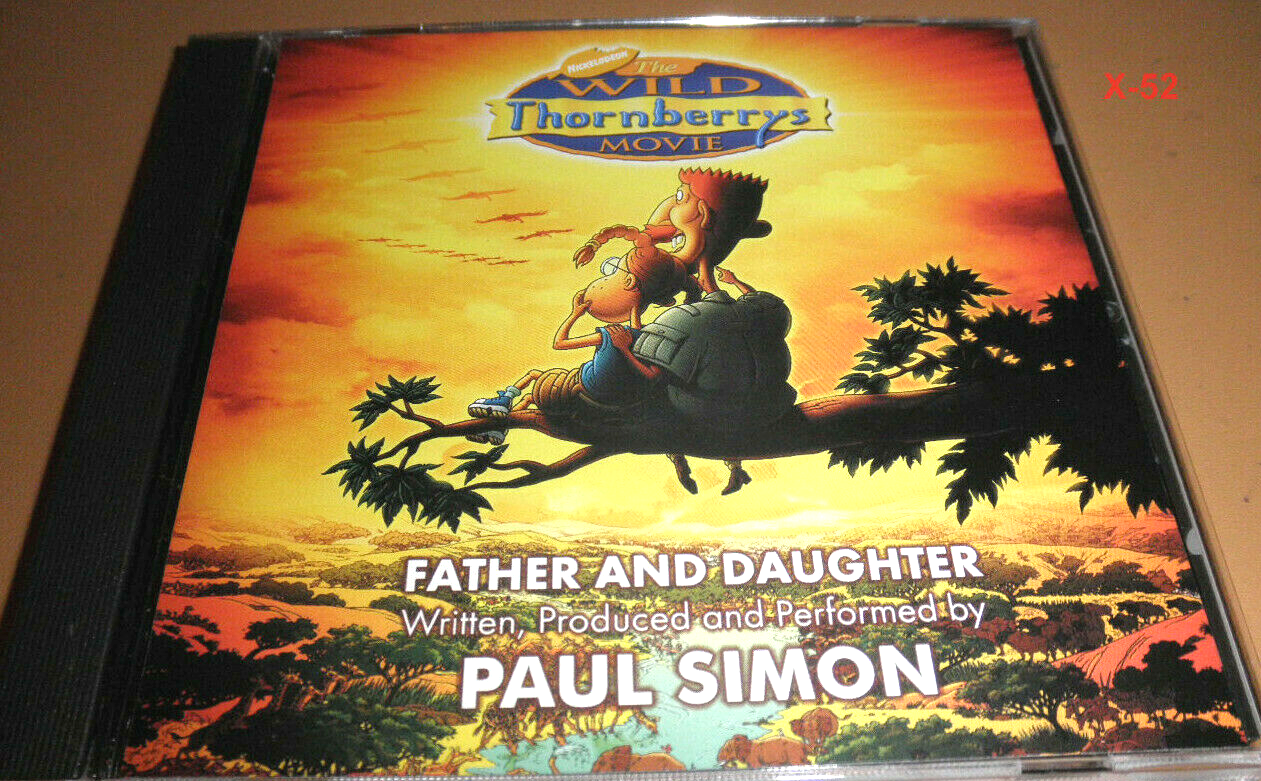 NICKELODEON
The
WILD
Thornberrys
MOVIE
X-52
FATHER AND DAUGHTER
Written, Produced and Performed by
PAUL SIMON